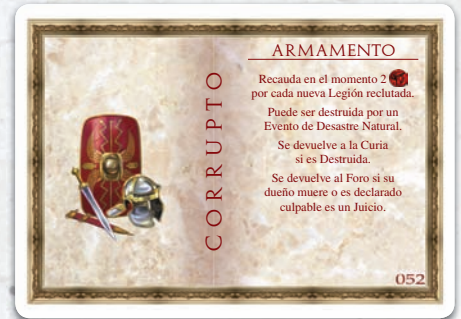 CORRUPTO
ARMAMENTO
Recauda en el momento 2
por cada nueva Legión reclutada.
Puede ser destruida por un
Evento de Desastre Natural.
Se devuelve a la Curia
si es Destruida.
Se devuelve al Foro si su
dueño muere o es declarado
culpable es un Juicio.
052